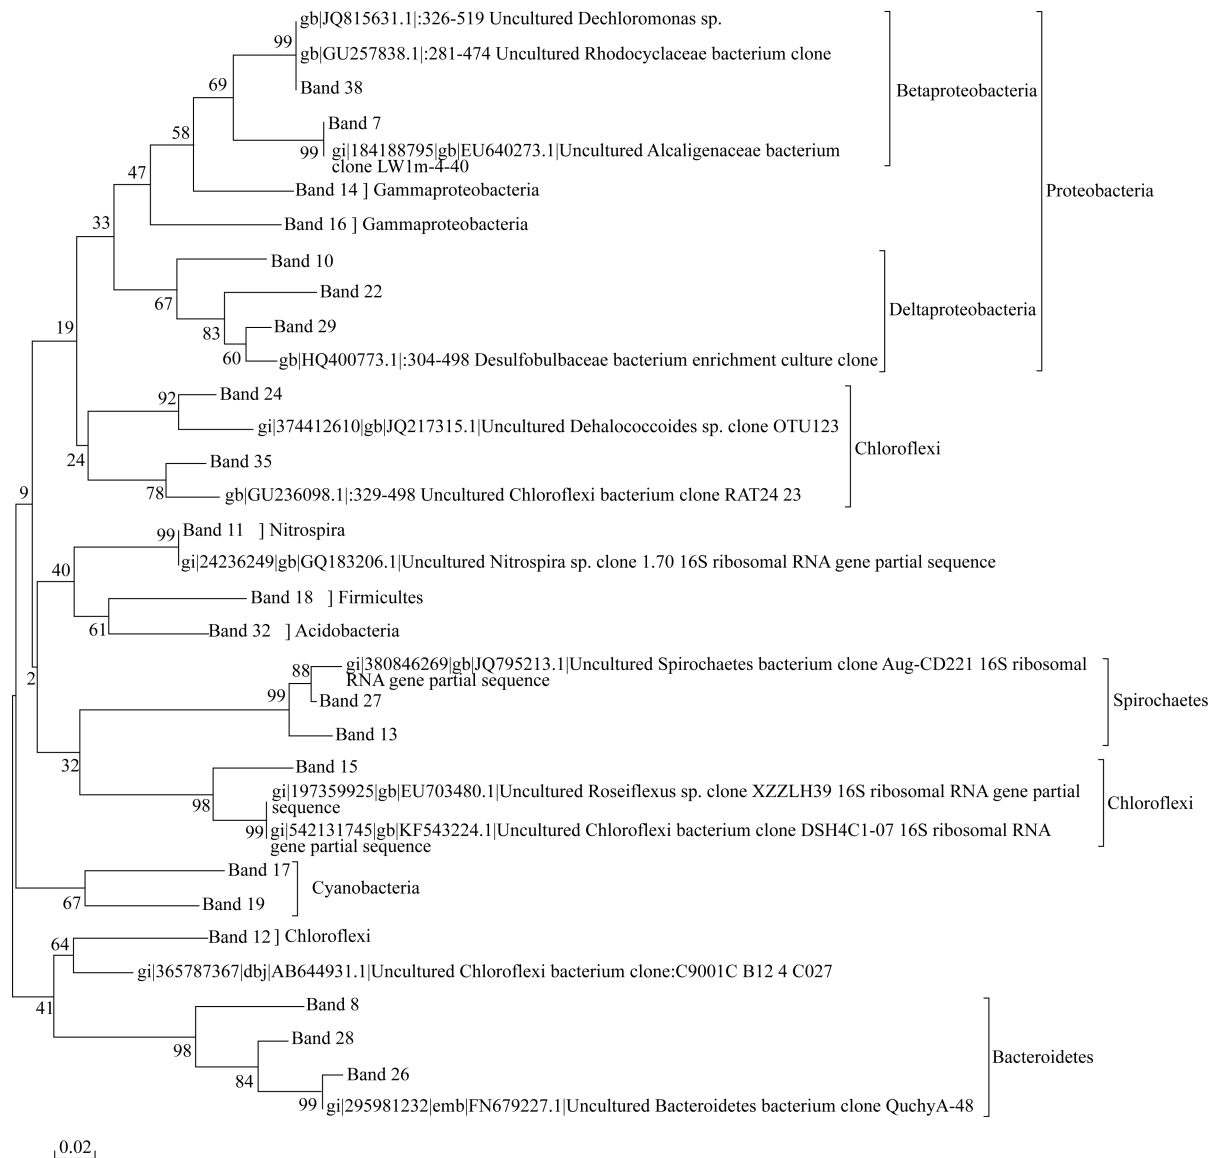 gb|JQ815631.1|:326-519 Uncultured Dechloromonas sp.
99
gb|GU257838.1|:281-474 Uncultured Rhodocyclaceae bacterium clone
69
Band 38
Betaproteobacteria
Band 7
58
99
gi|184188795|gb|EU640273.1|Uncultured Alcaligenaceae bacterium
clone LW1m-4-40
47
Band 14 ] Gammaproteobacteria
Proteobacteria
33
Band 16 ] Gammaproteobacteria
Band 10
67
Band 22
Deltaproteobacteria
19
83
Band 29
60
gb|HQ400773.1|:304-498 Desulfobulbaceae bacterium enrichment culture clone
92
Band 24
gi|374412610|gb|JQ217315.1|Uncultured Dehalococcoides sp. clone OTU123
Chloroflexi
24
Band 35
78
gb|GU236098.1|:329-498 Uncultured Chloroflexi bacterium clone RAT24 23
9
99
Band 11 ] Nitrospira
gi|24236249|gb|GQ183206.1|Uncultured Nitrospira sp. clone 1.70 16S ribosomal RNA gene partial sequence
40
Band 18 ] Firmicultes
61
Band 32 ] Acidobacteria
2
88
gi|380846269|gb|JQ795213.1|Uncultured Spirochaetes bacterium clone Aug-CD221 16S ribosomal
RNA gene partial sequence
99
Band 27
Spirochaetes
Band 13
32
Band 15
98
gi|197359925|gb|EU703480.1|Uncultured Roseiflexus sp. clone XZZLH39 16S ribosomal RNA gene partial
sequence
Chloroflexi
99
gi|542131745|gb|KF543224.1|Uncultured Chloroflexi bacterium clone DSH4C1-07 16S ribosomal RNA
gene partial sequence
Band 17
Cyanobacteria
67
Band 19
64
Band 12 ] Chloroflexi
gi|365787367|dbj|AB644931.1|Uncultured Chloroflexi bacterium clone:C9001C B12 4 C027
41
Band 8
98
Band 28
Bacteroidetes
84
Band 26
99
gi|295981232|emb|FN679227.1|Uncultured Bacteroidetes bacterium clone QuchyA-48
0.02